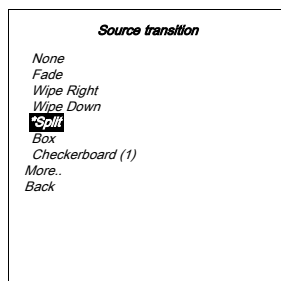 Source transition
None
Fade
Wipe Right
Wipe Down
*Split
Box
Checkerboard (1)
More..
Back